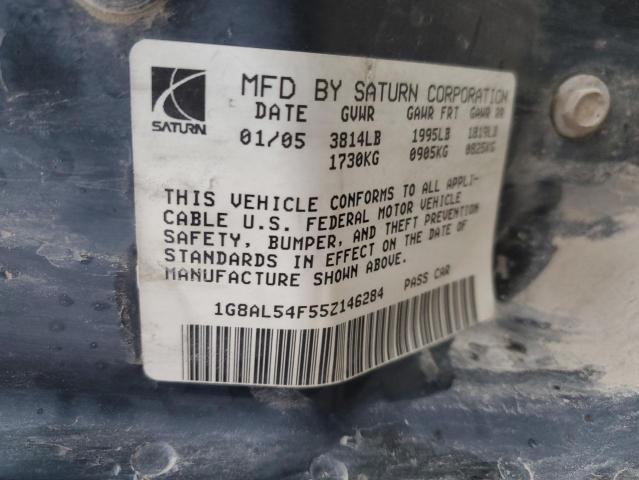 MFD BY SATURN CORPORATION
DATE GVWR GAWR FRT GAWR RR
SATURN 01/05 3814LB 1995LB 1819LB
1730KG 0905KG 0825KG
THIS VEHICLE CONFORMS TO ALL APPLI-
CABLE U.S. FEDERAL MOTOR VEHICLE
SAFETY, BUMPER, AND THEFT PREVENTION
STANDARDS IN EFFECT ON THE DATE OF
MANUFACTURE SHOWN ABOVE.
1G8AL54F55Z146284 PASS CAR